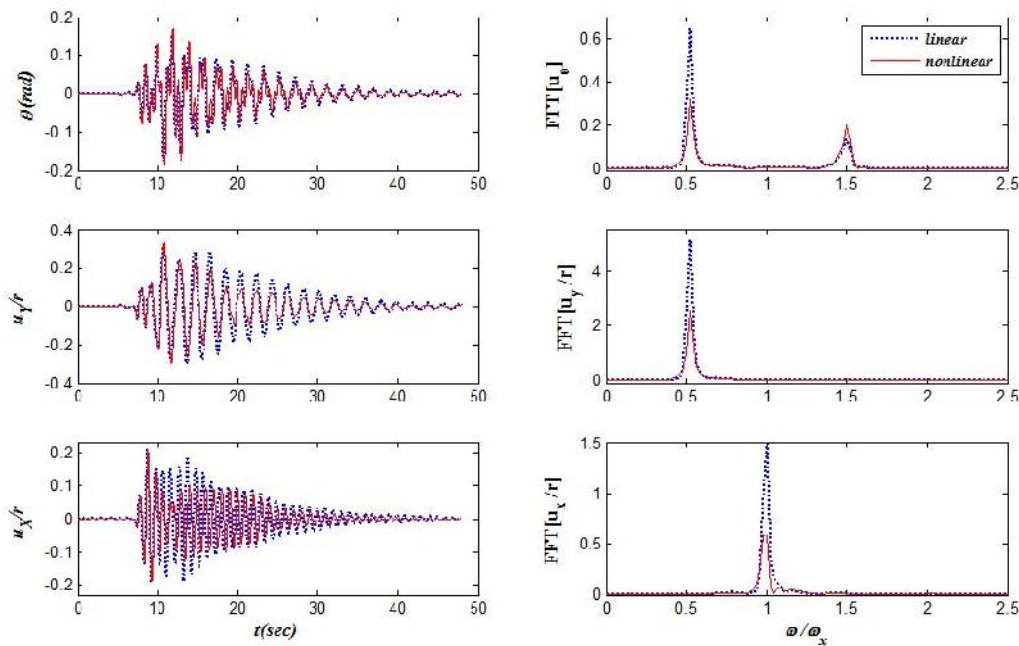 0.2
0.1
0
-0.1
-0.2
θ(rad)
0 10 20 30 40 50
0.6
0.4
0.2
0
FFT[u_θ]
linear
nonlinear
0 0.5 1 1.5 2 2.5
0.4
0.2
0
-0.2
-0.4
u_Y/r
0 10 20 30 40 50
4
2
0
FFT[u_y/r]
0 0.5 1 1.5 2 2.5
0.2
0.1
0
-0.1
-0.2
u_X/r
0 10 20 30 40 50
t(sec)
1.5
1
0.5
0
FFT[u_x/r]
0 0.5 1 1.5 2 2.5
ω/ω_x